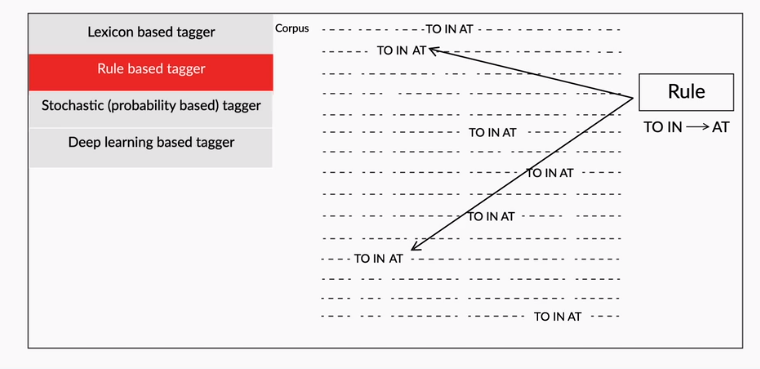 Lexicon based tagger
Rule based tagger
Stochastic (probability based) tagger
Deep learning based tagger
Corpus
TO IN AT
TO IN AT
TO IN AT
TO IN AT
TO IN AT
TO IN AT
TO IN AT
Rule
TO IN → AT